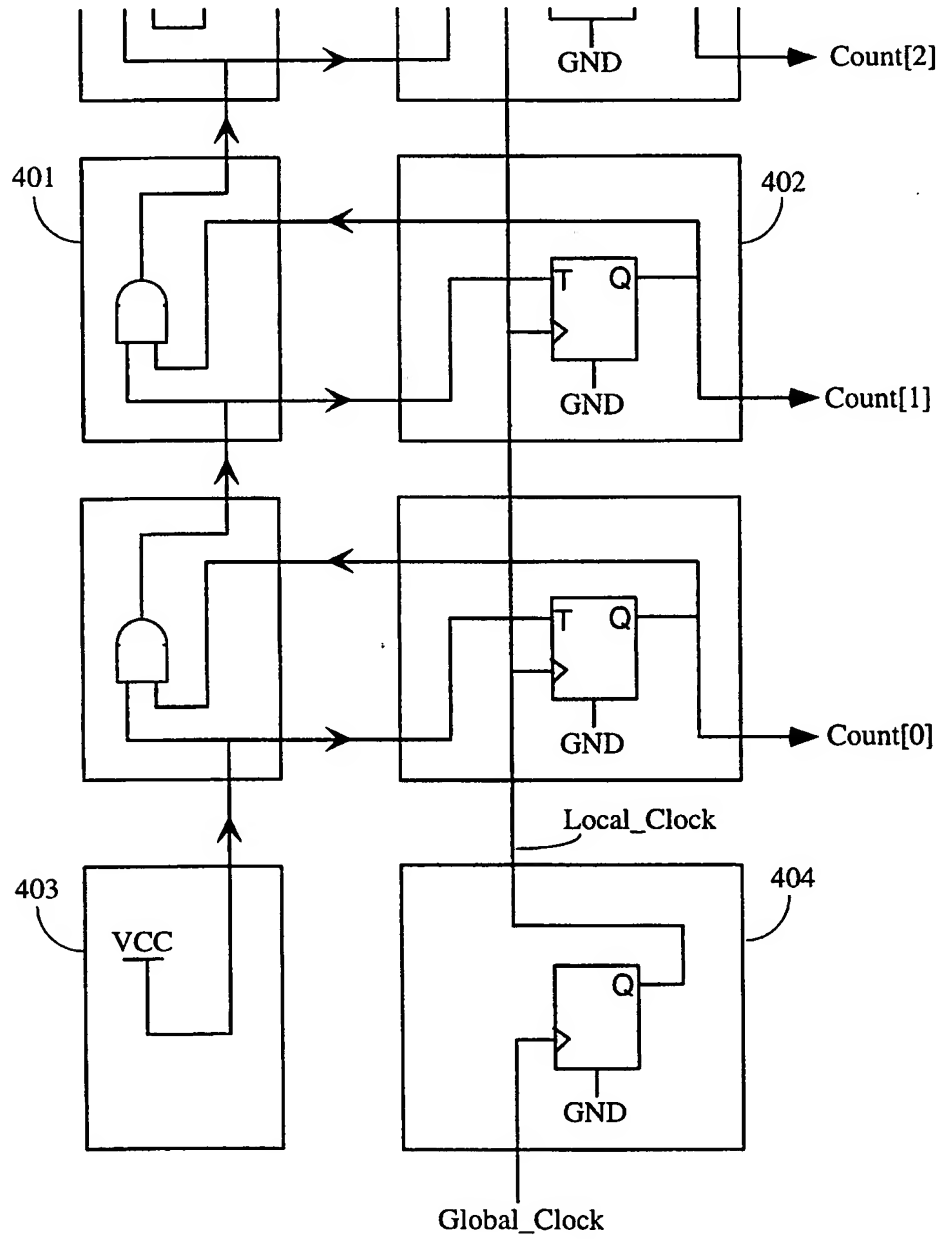 GND
Count[2]
401
402
T Q
GND
Count[1]
T Q
GND
Count[0]
Local_Clock
403
404
VCC
Q
GND
Global_Clock